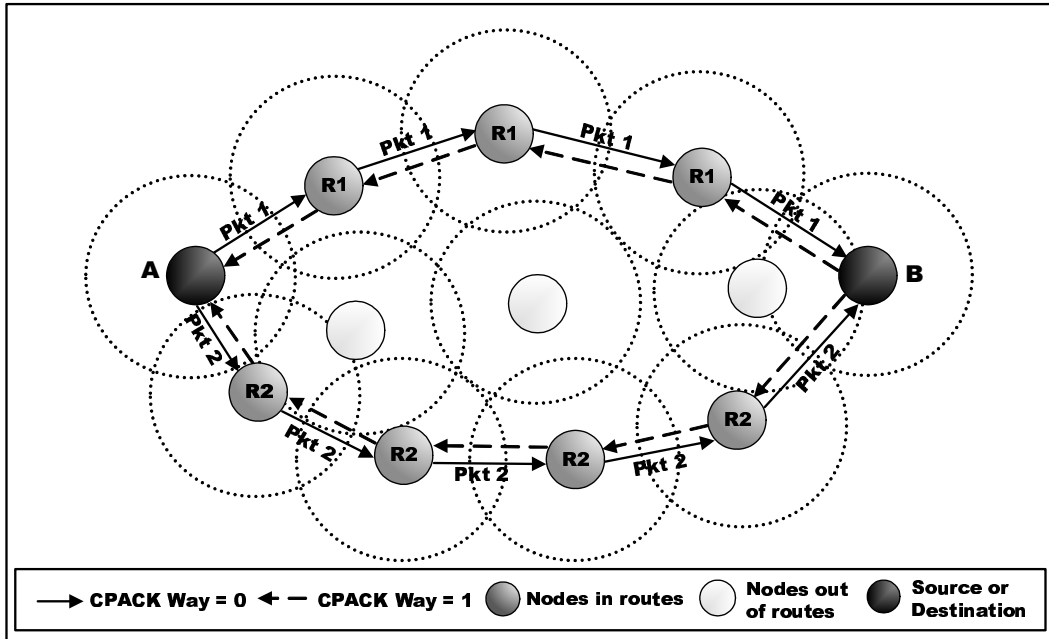 Pkt 1
R1
Pkt 1
R1
Pkt 1
R1
Pkt 1
A
B
Pkt 2
R2
Pkt 2
R2
Pkt 2
R2
Pkt 2
R2
Pkt 2
CPACK Way = 0
CPACK Way = 1
Nodes in routes
Nodes out
of routes
Source or
Destination